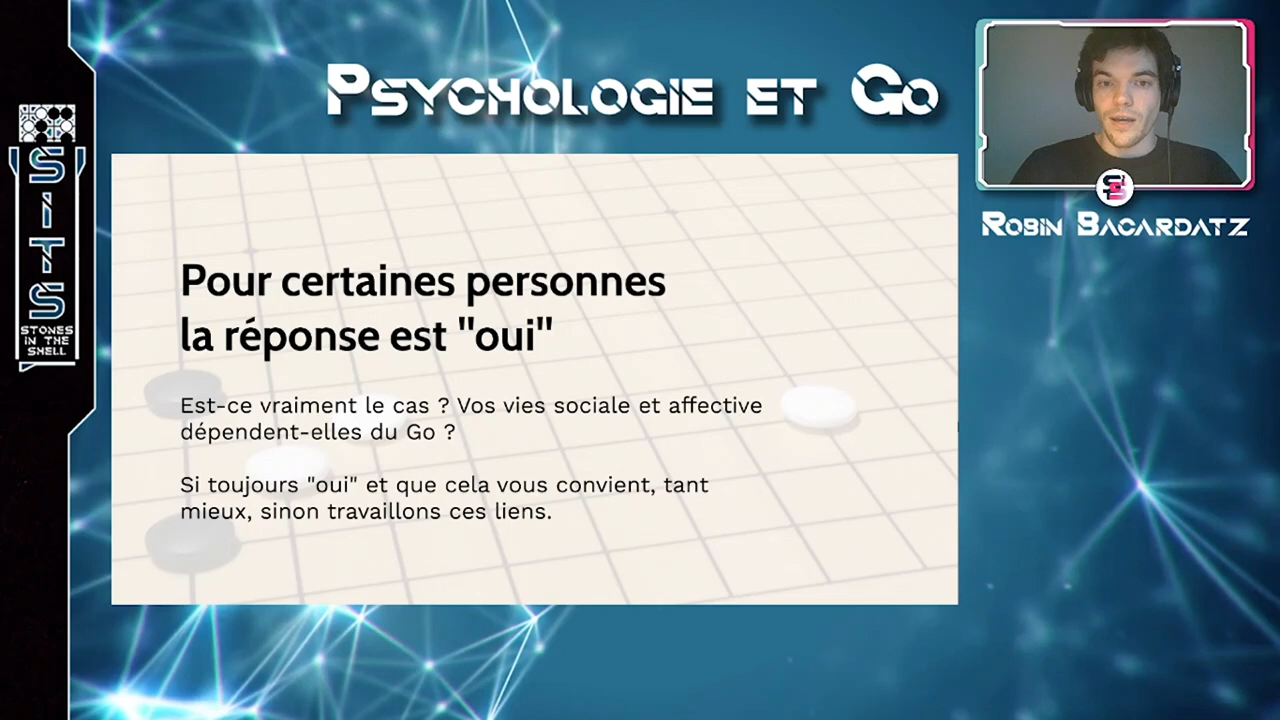 Psychologie et Go
SITS
STONES
IN THE
SHELL
Robin Bacardatz
Pour certaines personnes
la réponse est "oui"
Est-ce vraiment le cas ? Vos vies sociale et affective
dépendent-elles du Go ?
Si toujours "oui" et que cela vous convient, tant
mieux, sinon travaillons ces liens.